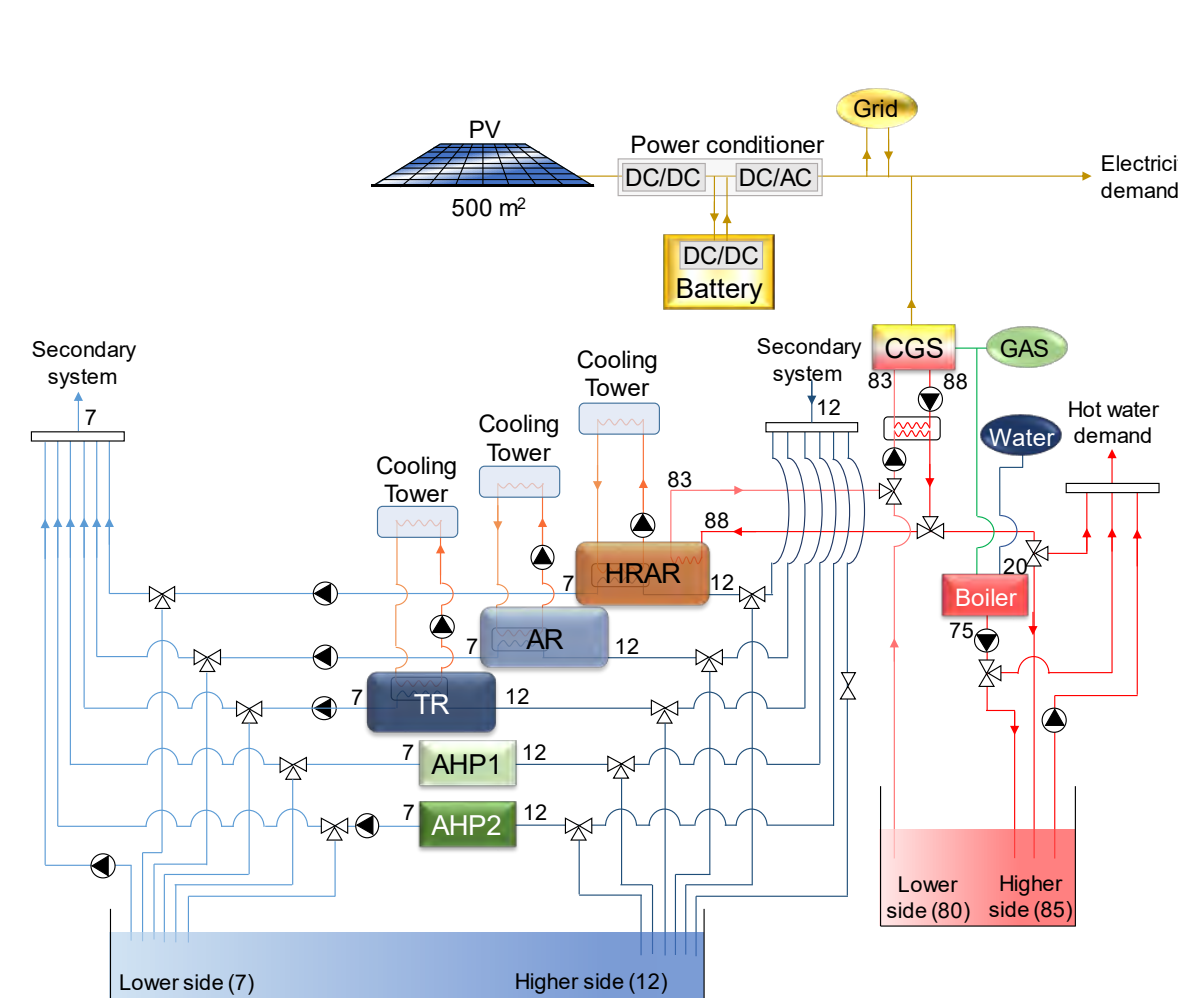 Grid
PV
Power conditioner
DC/DC
DC/AC
Electrici
demand
500 m²
DC/DC
Battery
CGS
GAS
83
88
Secondary
system
7
Cooling
Tower
Secondary
system
12
Hot water
demand
Water
Cooling
Tower
Cooling
Tower
83
88
HRAR
7
12
20
Boiler
75
AR
7
12
TR
7
12
AHP1
7
12
AHP2
7
12
Lower
side (80)
Higher
side (85)
Lower side (7)
Higher side (12)